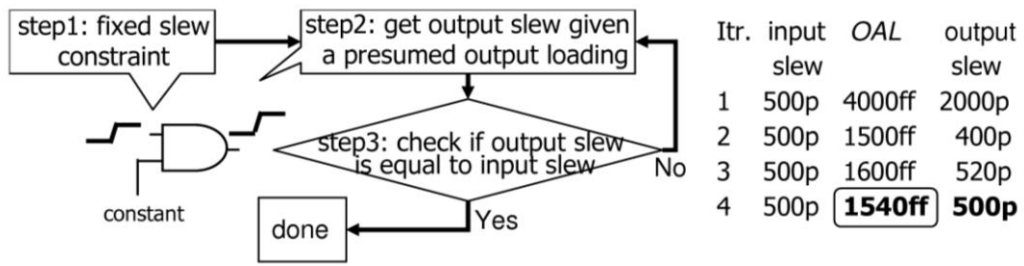 step1: fixed slew
constraint
step2: get output slew given
a presumed output loading
step3: check if output slew
is equal to input slew
No
Yes
done
constant
Itr. input OAL output
slew slew
1 500p 4000ff 2000p
2 500p 1500ff 400p
3 500p 1600ff 520p
4 500p 1540ff 500p